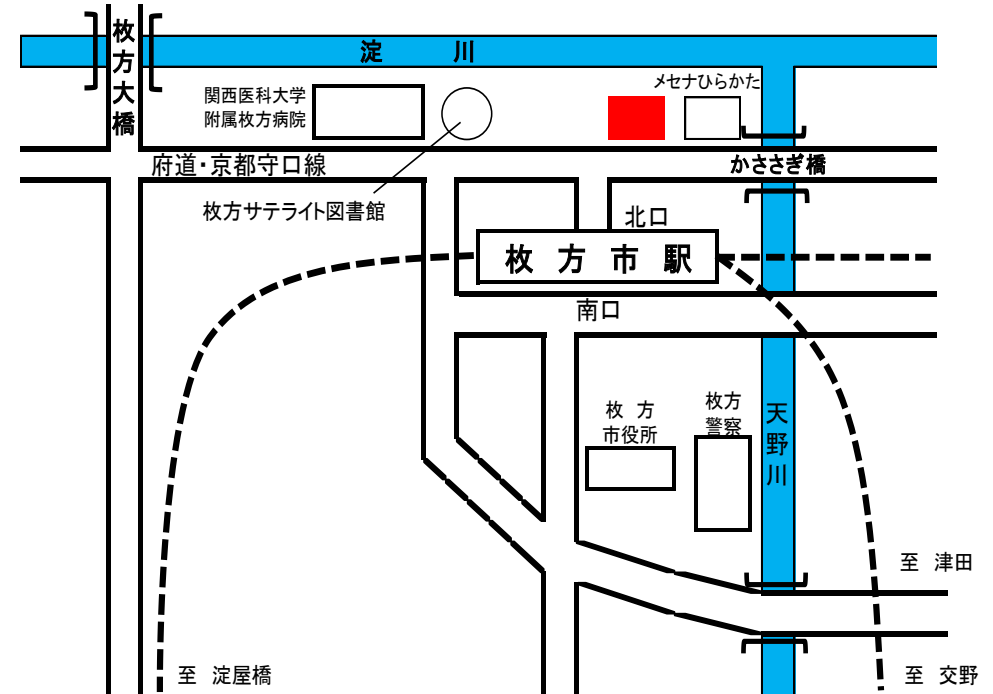 枚方大橋
淀　川
メセナひらかた
関西医科大学
附属枚方病院
府道・京都守口線
かささぎ橋
枚方サテライト図書館
北口
枚方市駅
南口
枚方
市役所
枚方
警察
天野川
至　津田
至　淀屋橋
至　交野